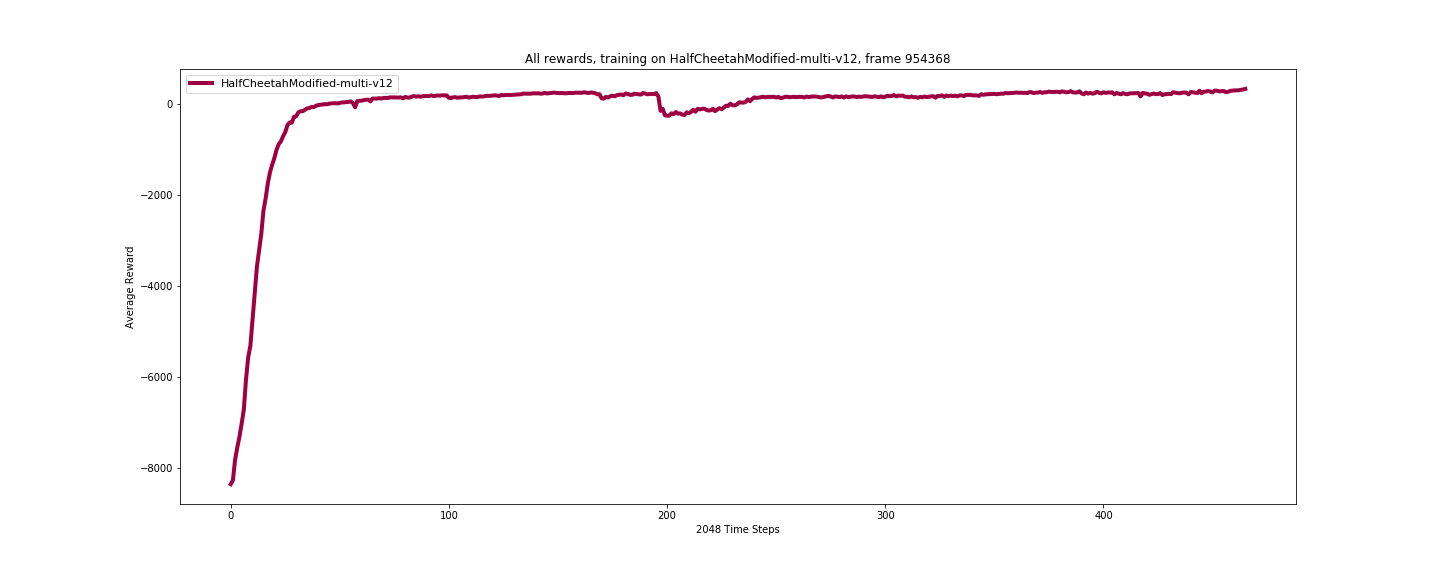 All rewards, training on HalfCheetahModified-multi-v12, frame 954368
HalfCheetahModified-multi-v12
0
−2000
−4000
−6000
−8000
Average Reward
0 100 200 300 400
2048 Time Steps